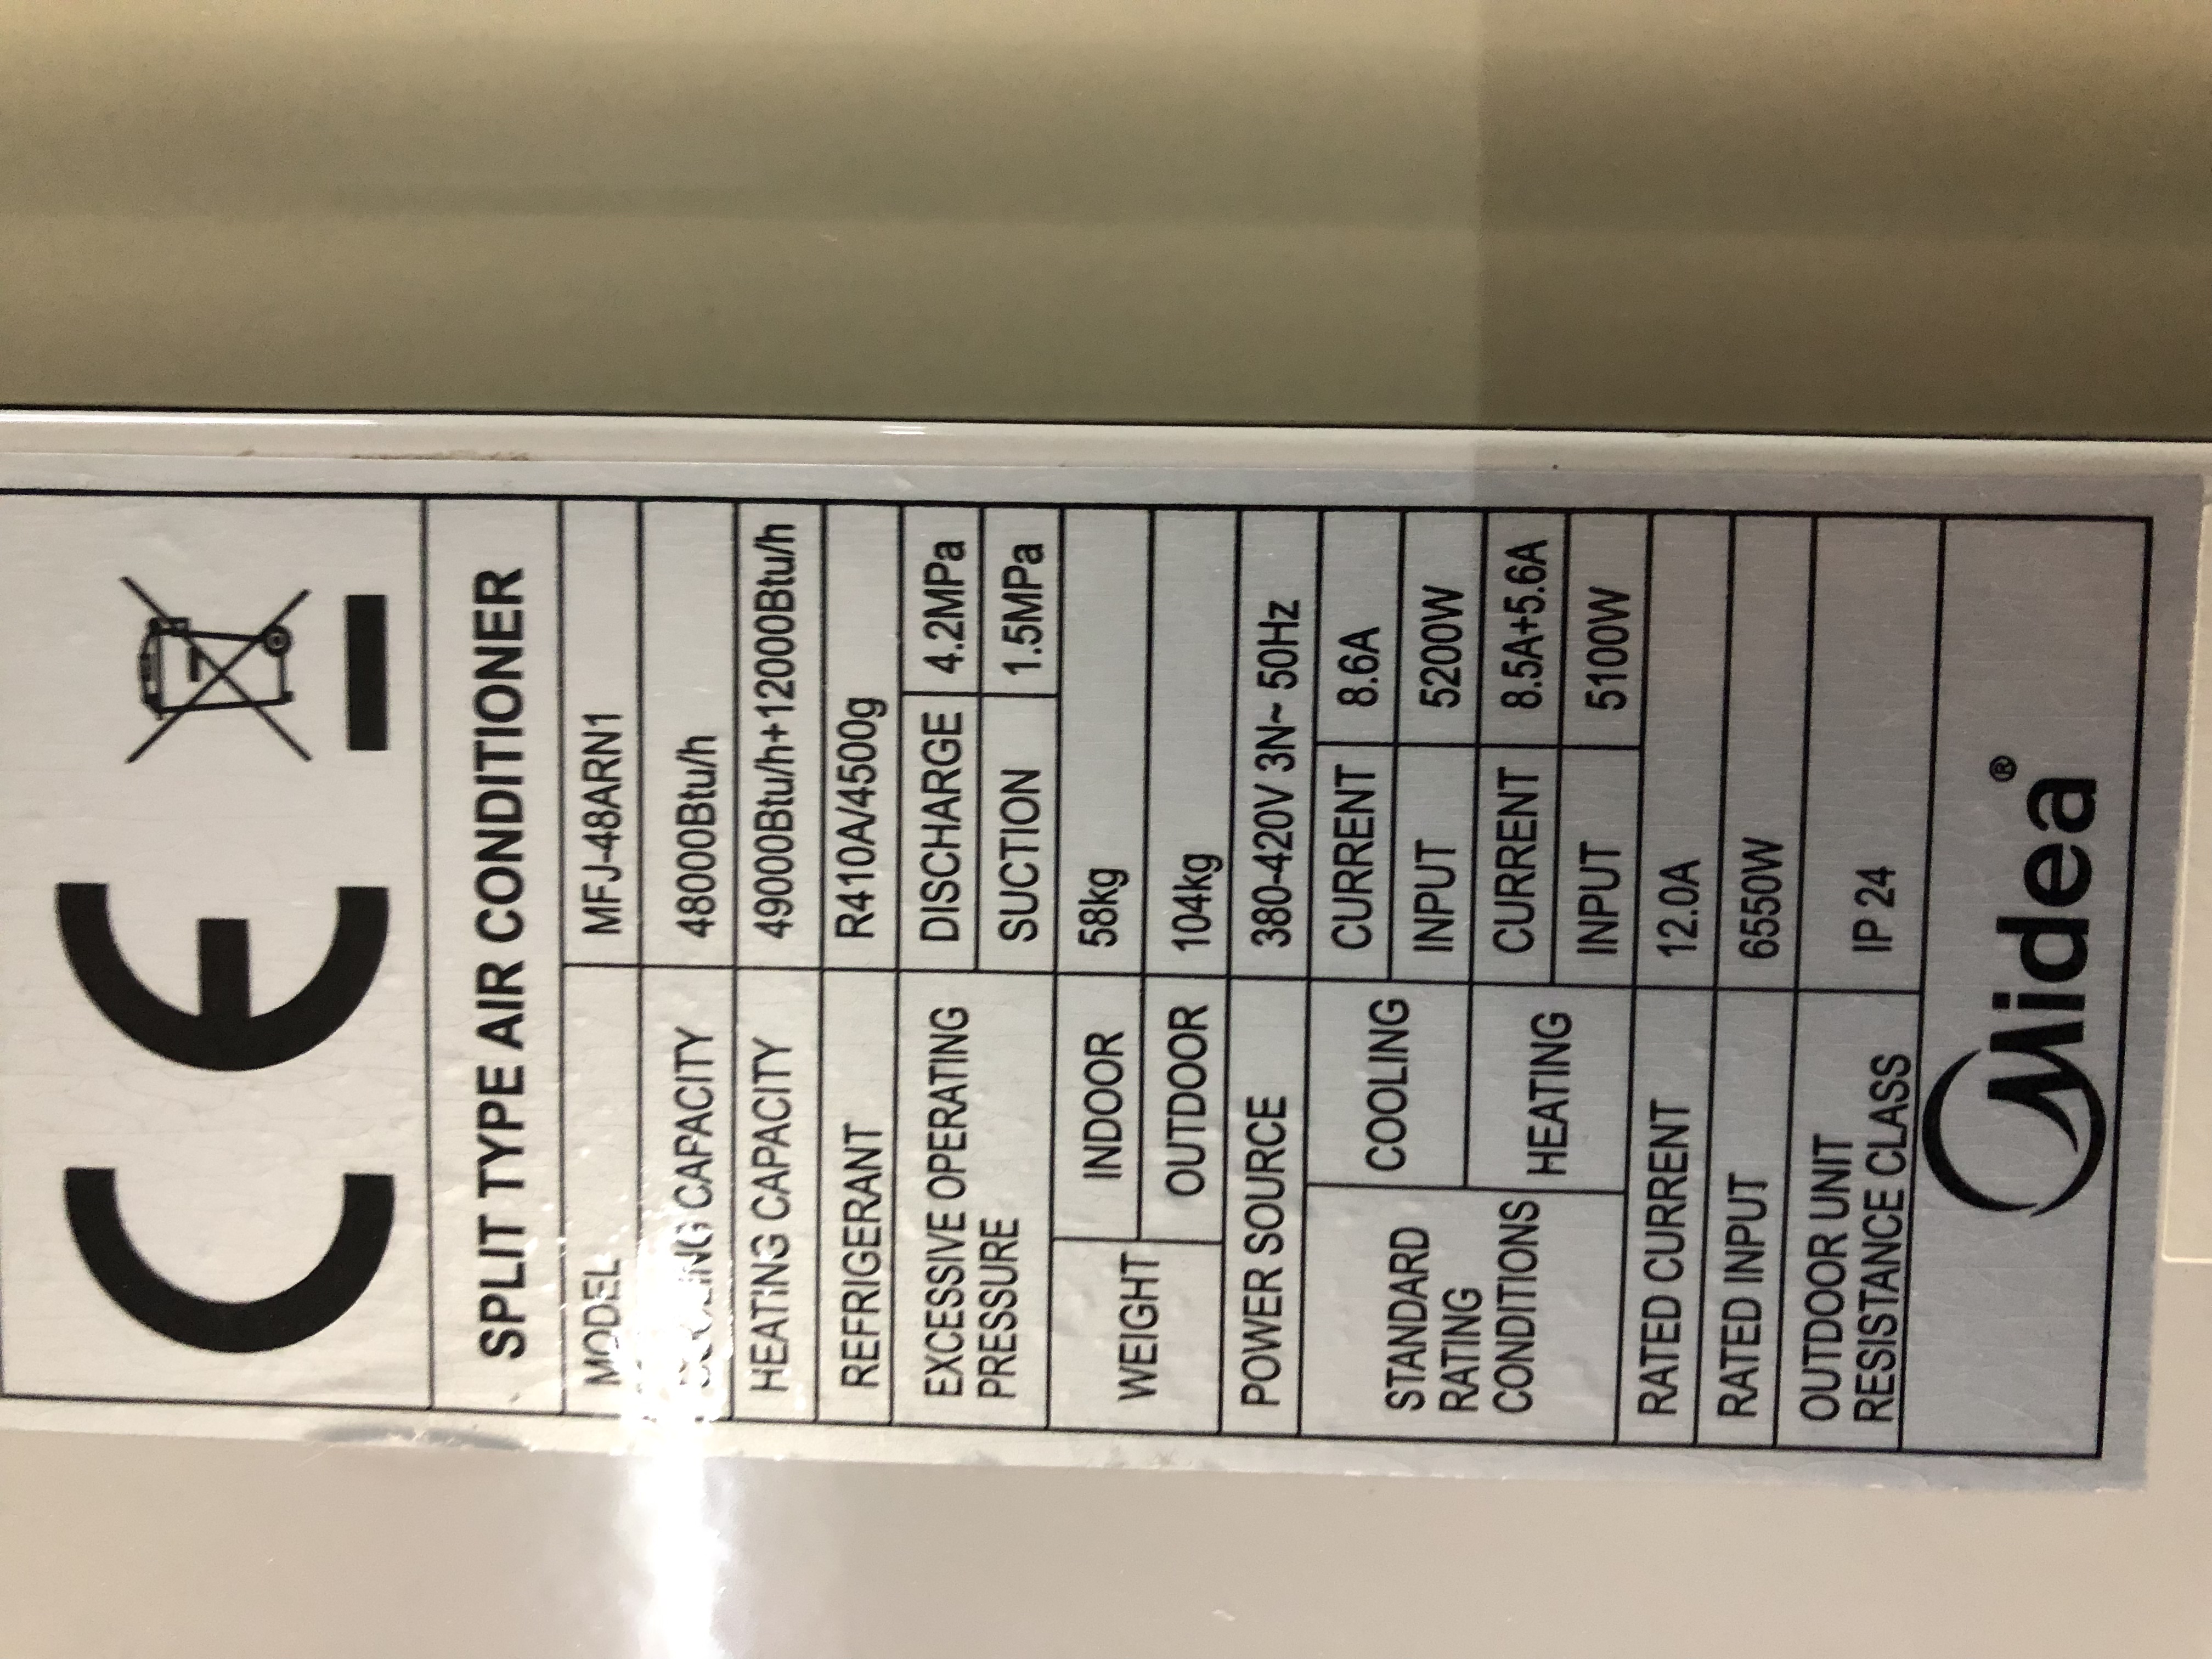 CE
SPLIT TYPE AIR CONDITIONER
MODEL MFJ-48ARN1
COOLING CAPACITY 48000Btu/h
HEATING CAPACITY 49000Btu/h+12000Btu/h
REFRIGERANT R410A/4500g
EXCESSIVE OPERATING
PRESSURE
DISCHARGE 4.2MPa
SUCTION 1.5MPa
WEIGHT
INDOOR 58kg
OUTDOOR 104kg
POWER SOURCE 380-420V 3N~ 50Hz
STANDARD
RATING
CONDITIONS
COOLING
CURRENT 8.6A
INPUT 5200W
HEATING
CURRENT 8.5A+5.6A
INPUT 5100W
RATED CURRENT 12.0A
RATED INPUT 6550W
OUTDOOR UNIT
RESISTANCE CLASS
IP 24
Midea®